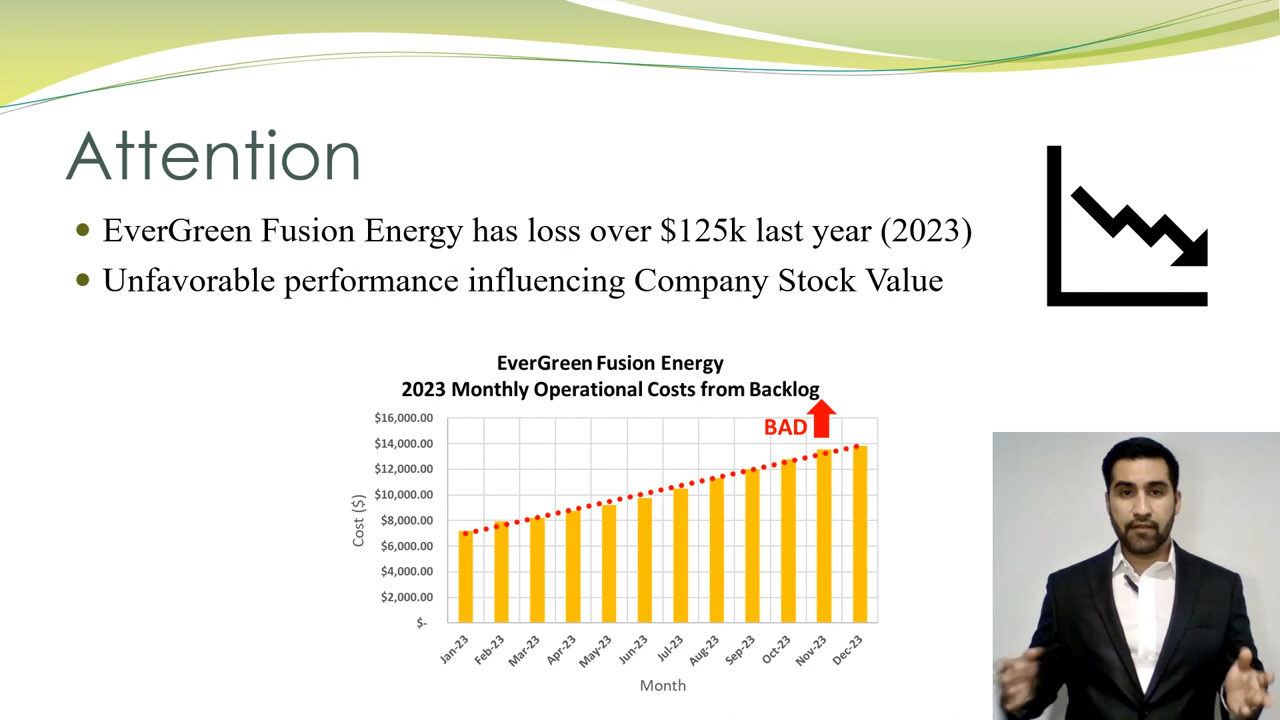 Attention
EverGreen Fusion Energy has loss over $125k last year (2023)
Unfavorable performance influencing Company Stock Value
EverGreen Fusion Energy
2023 Monthly Operational Costs from Backlog
BAD
$16,000.00
$14,000.00
$12,000.00
$10,000.00
$8,000.00
$6,000.00
$4,000.00
$2,000.00
$-
Cost ($)
Jan-23
Feb-23
Mar-23
Apr-23
May-23
Jun-23
Jul-23
Aug-23
Sep-23
Oct-23
Nov-23
Dec-23
Month